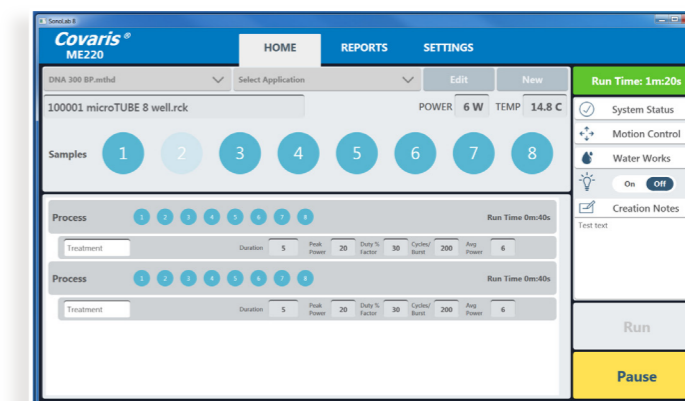 SonoLab 8
Covaris ®
ME220
HOME REPORTS SETTINGS
DNA 300 BP.mthd Select Application Edit New
Run Time: 1m:20s
100001 microTUBE 8 well.rck POWER 6 W TEMP 14.8 C
Samples 1 2 3 4 5 6 7 8
System Status
Motion Control
Water Works
On Off
Creation Notes
Test text
Process 1 2 3 4 5 6 7 8 Run Time 0m:40s
Treatment Duration 5 Peak Power 20 Duty % Factor 30 Cycles/ Burst 200 Avg Power 6
Process 1 2 3 4 5 6 7 8 Run Time 0m:40s
Treatment Duration 5 Peak Power 20 Duty % Factor 30 Cycles/ Burst 200 Avg Power 6
Run
Pause